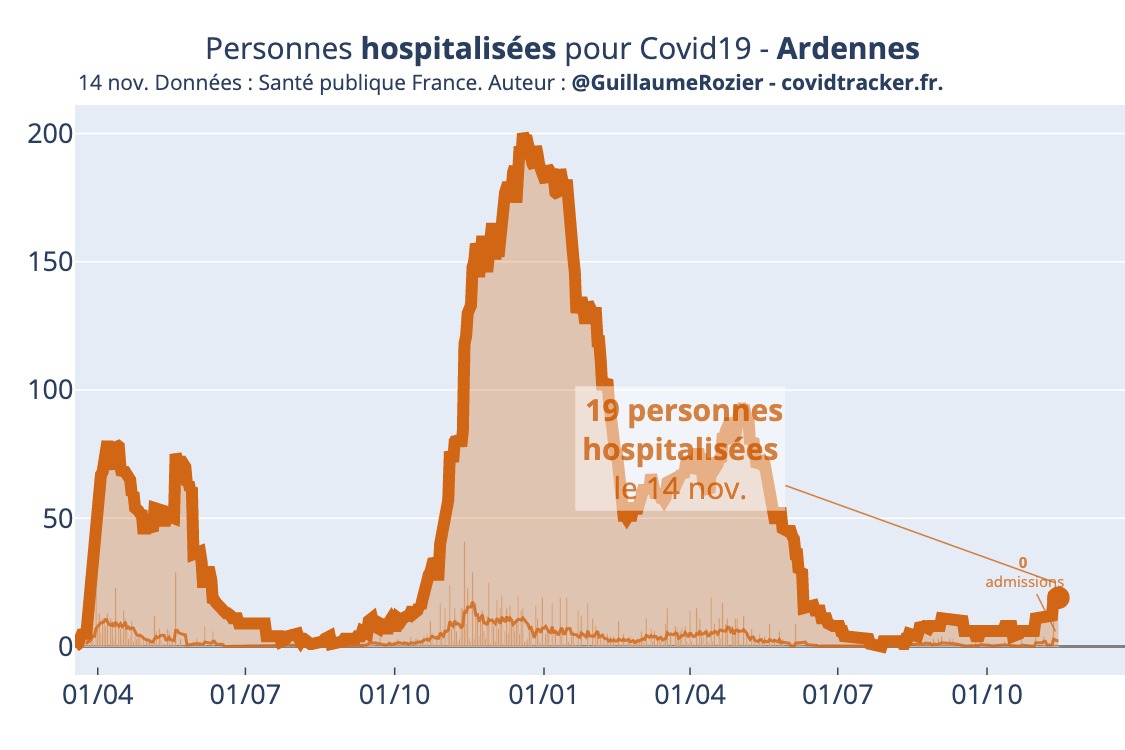 Personnes hospitalisées pour Covid19 - Ardennes
14 nov. Données : Santé publique France. Auteur : @GuillaumeRozier - covidtracker.fr.
200
150
100
50
0
19 personnes
hospitalisées
le 14 nov.
0
admissions
01/04
01/07
01/10
01/01
01/04
01/07
01/10